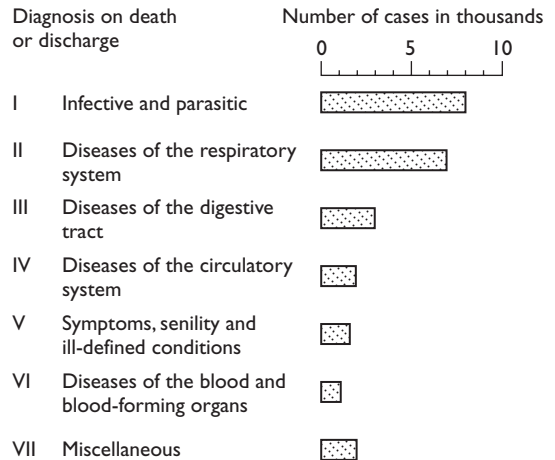 Diagnosis on death
or discharge
Number of cases in thousands
0 5 10
I Infective and parasitic
II Diseases of the respiratory
system
III Diseases of the digestive
tract
IV Diseases of the circulatory
system
V Symptoms, senility and
ill-defined conditions
VI Diseases of the blood and
blood-forming organs
VII Miscellaneous